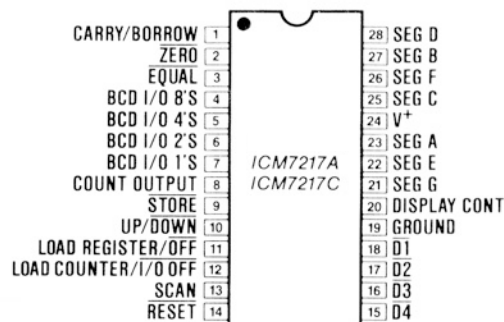 CARRY/BORROW 1
ZERO 2
EQUAL 3
BCD I/O 8'S 4
BCD I/O 4'S 5
BCD I/O 2'S 6
BCD I/O 1'S 7
COUNT OUTPUT 8
STORE 9
UP/DOWN 10
LOAD REGISTER/OFF 11
LOAD COUNTER/I/O OFF 12
SCAN 13
RESET 14
ICM7217A
ICM7217C
28 SEG D
27 SEG B
26 SEG F
25 SEG C
24 V+
23 SEG A
22 SEG E
21 SEG G
20 DISPLAY CONT
19 GROUND
18 D1
17 D2
16 D3
15 D4